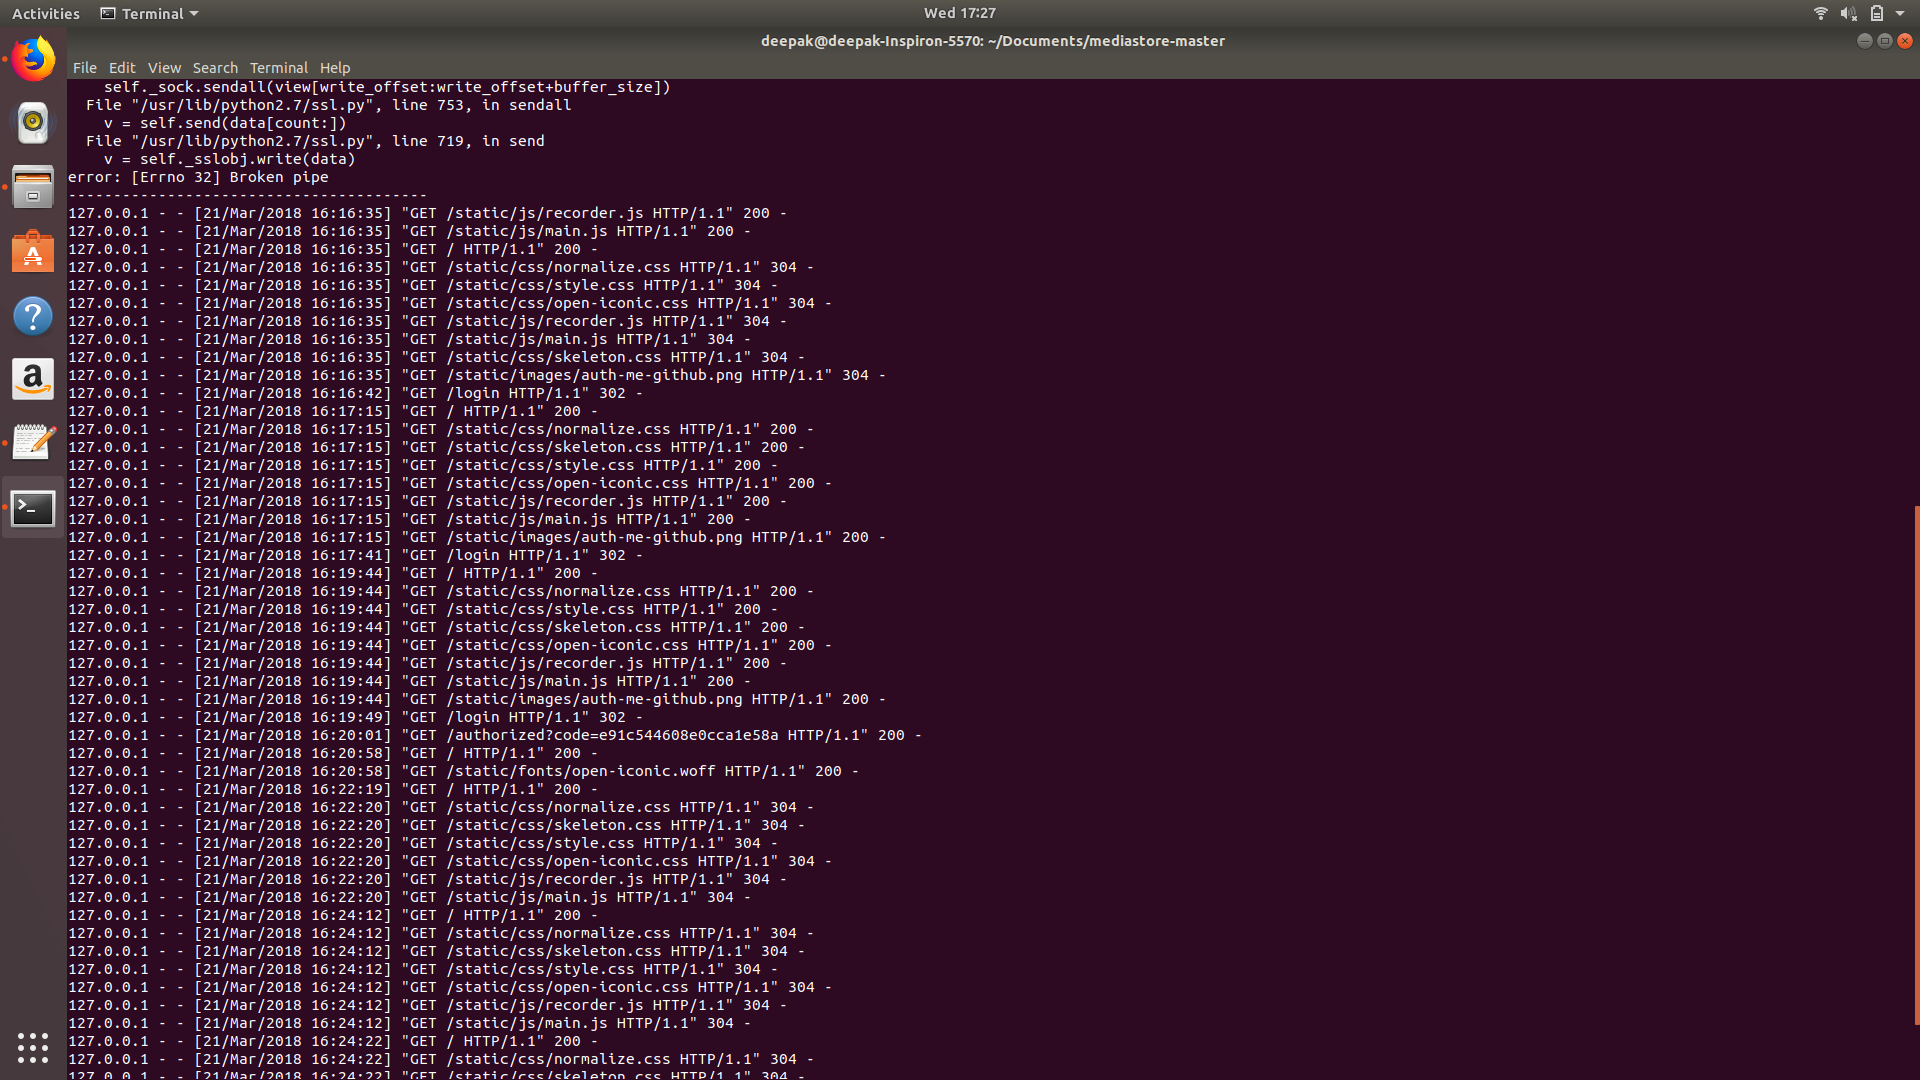 Activities Terminal Wed 17:27
deepak@deepak-Inspiron-5570: ~/Documents/mediastore-master
File Edit View Search Terminal Help
self._sock.sendall(view[write_offset:write_offset+buffer_size])
File "/usr/lib/python2.7/ssl.py", line 753, in sendall
v = self.send(data[count:])
File "/usr/lib/python2.7/ssl.py", line 719, in send
v = self._sslobj.write(data)
error: [Errno 32] Broken pipe
----------------------------------------
127.0.0.1 - - [21/Mar/2018 16:16:35] "GET /static/js/recorder.js HTTP/1.1" 200 -
127.0.0.1 - - [21/Mar/2018 16:16:35] "GET /static/js/main.js HTTP/1.1" 200 -
127.0.0.1 - - [21/Mar/2018 16:16:35] "GET / HTTP/1.1" 200 -
127.0.0.1 - - [21/Mar/2018 16:16:35] "GET /static/css/normalize.css HTTP/1.1" 304 -
127.0.0.1 - - [21/Mar/2018 16:16:35] "GET /static/css/style.css HTTP/1.1" 304 -
127.0.0.1 - - [21/Mar/2018 16:16:35] "GET /static/css/open-iconic.css HTTP/1.1" 304 -
127.0.0.1 - - [21/Mar/2018 16:16:35] "GET /static/js/recorder.js HTTP/1.1" 304 -
127.0.0.1 - - [21/Mar/2018 16:16:35] "GET /static/js/main.js HTTP/1.1" 304 -
127.0.0.1 - - [21/Mar/2018 16:16:35] "GET /static/css/skeleton.css HTTP/1.1" 304 -
127.0.0.1 - - [21/Mar/2018 16:16:35] "GET /static/images/auth-me-github.png HTTP/1.1" 304 -
127.0.0.1 - - [21/Mar/2018 16:16:42] "GET /login HTTP/1.1" 302 -
127.0.0.1 - - [21/Mar/2018 16:17:15] "GET / HTTP/1.1" 200 -
127.0.0.1 - - [21/Mar/2018 16:17:15] "GET /static/css/normalize.css HTTP/1.1" 200 -
127.0.0.1 - - [21/Mar/2018 16:17:15] "GET /static/css/skeleton.css HTTP/1.1" 200 -
127.0.0.1 - - [21/Mar/2018 16:17:15] "GET /static/css/style.css HTTP/1.1" 200 -
127.0.0.1 - - [21/Mar/2018 16:17:15] "GET /static/css/open-iconic.css HTTP/1.1" 200 -
127.0.0.1 - - [21/Mar/2018 16:17:15] "GET /static/js/recorder.js HTTP/1.1" 200 -
127.0.0.1 - - [21/Mar/2018 16:17:15] "GET /static/js/main.js HTTP/1.1" 200 -
127.0.0.1 - - [21/Mar/2018 16:17:15] "GET /static/images/auth-me-github.png HTTP/1.1" 200 -
127.0.0.1 - - [21/Mar/2018 16:17:41] "GET /login HTTP/1.1" 302 -
127.0.0.1 - - [21/Mar/2018 16:19:44] "GET / HTTP/1.1" 200 -
127.0.0.1 - - [21/Mar/2018 16:19:44] "GET /static/css/normalize.css HTTP/1.1" 200 -
127.0.0.1 - - [21/Mar/2018 16:19:44] "GET /static/css/style.css HTTP/1.1" 200 -
127.0.0.1 - - [21/Mar/2018 16:19:44] "GET /static/css/skeleton.css HTTP/1.1" 200 -
127.0.0.1 - - [21/Mar/2018 16:19:44] "GET /static/css/open-iconic.css HTTP/1.1" 200 -
127.0.0.1 - - [21/Mar/2018 16:19:44] "GET /static/js/recorder.js HTTP/1.1" 200 -
127.0.0.1 - - [21/Mar/2018 16:19:44] "GET /static/js/main.js HTTP/1.1" 200 -
127.0.0.1 - - [21/Mar/2018 16:19:44] "GET /static/images/auth-me-github.png HTTP/1.1" 200 -
127.0.0.1 - - [21/Mar/2018 16:19:49] "GET /login HTTP/1.1" 302 -
127.0.0.1 - - [21/Mar/2018 16:20:01] "GET /authorized?code=e91c544608e0cca1e58a HTTP/1.1" 200 -
127.0.0.1 - - [21/Mar/2018 16:20:58] "GET / HTTP/1.1" 200 -
127.0.0.1 - - [21/Mar/2018 16:20:58] "GET /static/fonts/open-iconic.woff HTTP/1.1" 200 -
127.0.0.1 - - [21/Mar/2018 16:22:19] "GET / HTTP/1.1" 200 -
127.0.0.1 - - [21/Mar/2018 16:22:20] "GET /static/css/normalize.css HTTP/1.1" 304 -
127.0.0.1 - - [21/Mar/2018 16:22:20] "GET /static/css/skeleton.css HTTP/1.1" 304 -
127.0.0.1 - - [21/Mar/2018 16:22:20] "GET /static/css/style.css HTTP/1.1" 304 -
127.0.0.1 - - [21/Mar/2018 16:22:20] "GET /static/css/open-iconic.css HTTP/1.1" 304 -
127.0.0.1 - - [21/Mar/2018 16:22:20] "GET /static/js/recorder.js HTTP/1.1" 304 -
127.0.0.1 - - [21/Mar/2018 16:22:20] "GET /static/js/main.js HTTP/1.1" 304 -
127.0.0.1 - - [21/Mar/2018 16:24:12] "GET / HTTP/1.1" 200 -
127.0.0.1 - - [21/Mar/2018 16:24:12] "GET /static/css/normalize.css HTTP/1.1" 304 -
127.0.0.1 - - [21/Mar/2018 16:24:12] "GET /static/css/skeleton.css HTTP/1.1" 304 -
127.0.0.1 - - [21/Mar/2018 16:24:12] "GET /static/css/style.css HTTP/1.1" 304 -
127.0.0.1 - - [21/Mar/2018 16:24:12] "GET /static/css/open-iconic.css HTTP/1.1" 304 -
127.0.0.1 - - [21/Mar/2018 16:24:12] "GET /static/js/recorder.js HTTP/1.1" 304 -
127.0.0.1 - - [21/Mar/2018 16:24:12] "GET /static/js/main.js HTTP/1.1" 304 -
127.0.0.1 - - [21/Mar/2018 16:24:22] "GET / HTTP/1.1" 200 -
127.0.0.1 - - [21/Mar/2018 16:24:22] "GET /static/css/normalize.css HTTP/1.1" 304 -
127.0.0.1 - - [21/Mar/2018 16:24:22] "GET /static/css/skeleton.css HTTP/1.1" 304 -